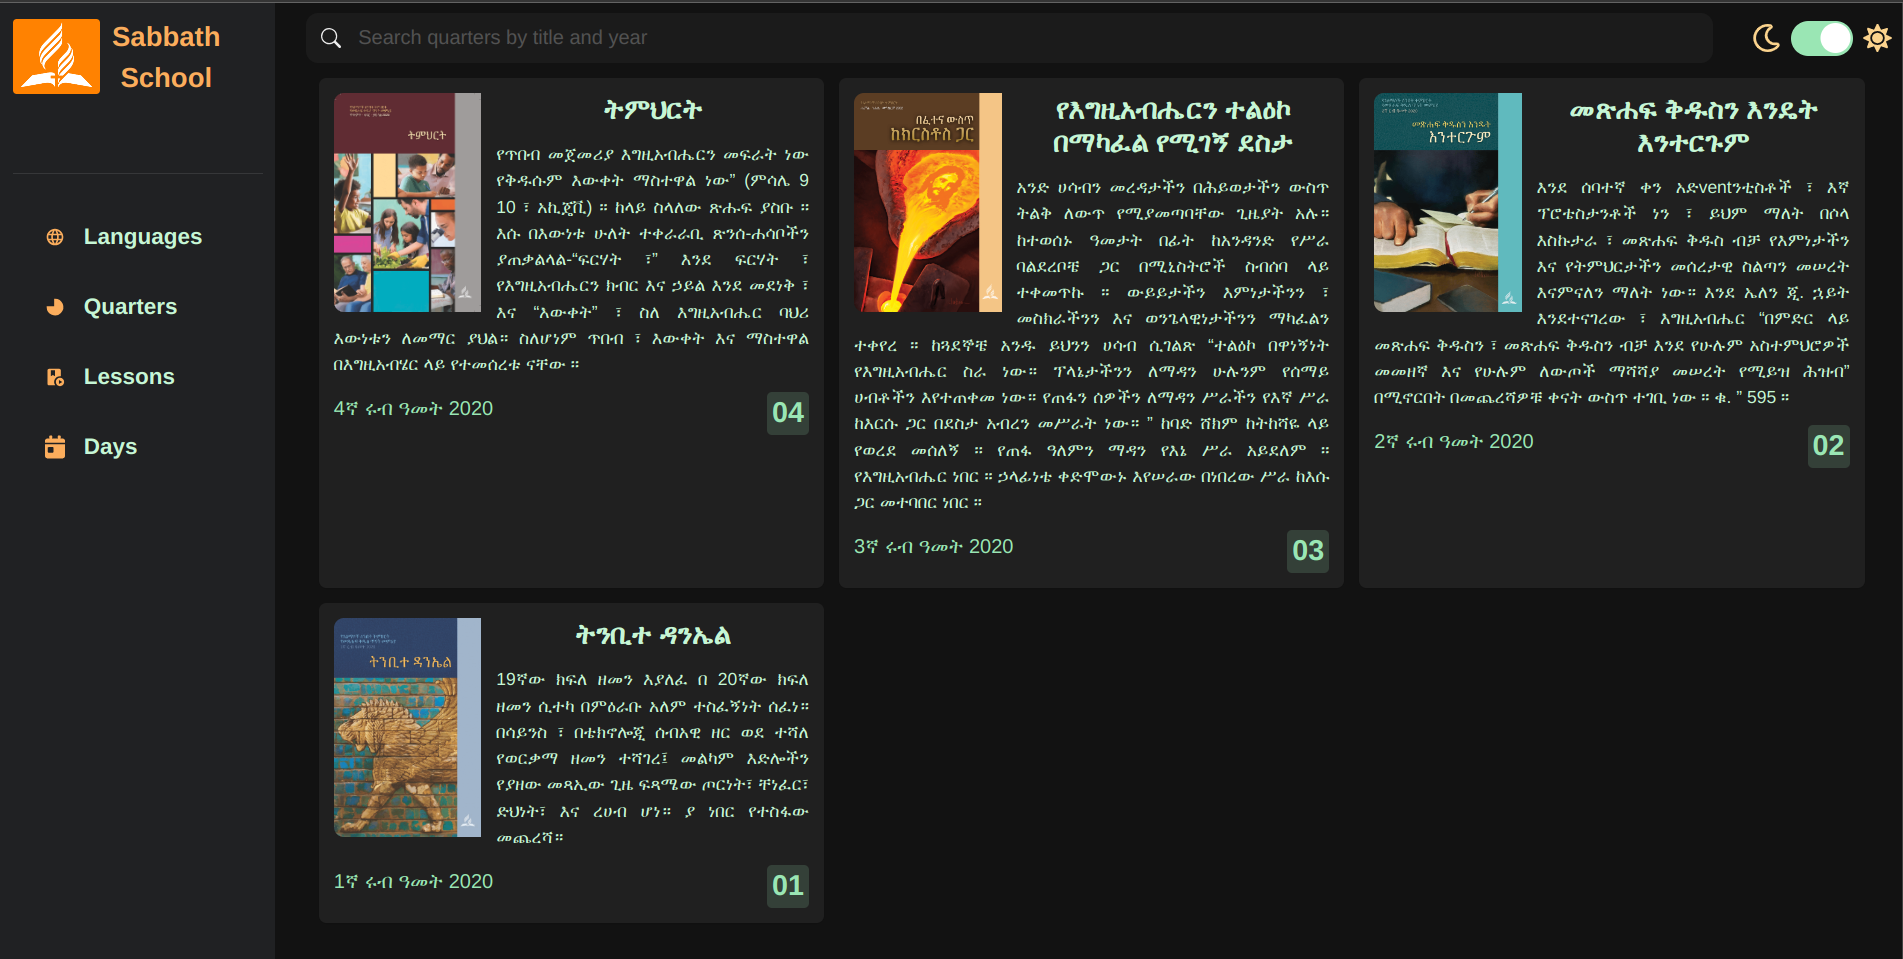 Sabbath
School
Search quarters by title and year
Languages
Quarters
Lessons
Days
ትምህርት
ትምህርት
የጥበብ መጀመሪያ እግዚአብሔርን መፍራት ነው
የቅዱሱም እውቀት ማስተዋል ነው” (ምሳሌ 9
10 ፣ አኪጄቪ) ። ከላይ ስላለው ጽሑፍ ያስቡ ።
እሱ በእውነቱ ሁለት ተቀራራቢ ጽንሰ-ሐሳቦችን
ያጠቃልላል-“ፍርሃት ፣” እንደ ፍርሃት ፣
የእግዚአብሔርን ክብር እና ኃይል እንደ መደነቅ ፣
እና “እውቀት” ፣ ስለ እግዚአብሔር ባህሪ
እውነቱን ለመማር ያህል። ስለሆነም ጥበብ ፣ እውቀት እና ማስተዋል
በእግዚአብሄር ላይ የተመሰረቱ ናቸው ።
4ኛ ሩብ ዓመት 2020
04
በፈተና ውስጥ
ከክርስቶስ ጋር
የእግዚአብሔርን ተልዕኮ
በማካፈል የሚገኝ ደስታ
አንድ ሀሳብን መረዳታችን በሕይወታችን ውስጥ
ትልቅ ለውጥ የሚያመጣባቸው ጊዜያት አሉ።
ከተወሰኑ ዓመታት በፊት ከአንዳንድ የሥራ
ባልደረቦቼ ጋር በሚኒስትሮች ስብሰባ ላይ
ተቀመጥኩ ። ውይይታችን እምነታችንን ፣
መስክራችንን እና ወንጌላዊነታችንን ማካፈልን
ተቀየረ ። ከጓደኞቼ አንዱ ይህንን ሀሳብ ሲገልጽ “ተልዕኮ በዋነኝነት
የእግዚአብሔር ስራ ነው። ፕላኔታችንን ለማዳን ሁሉንም የሰማይ
ሀብቶችን እየተጠቀመ ነው። የጠፋን ሰዎችን ለማዳን ሥራችን የእኛ ሥራ
ከእርሱ ጋር በደስታ አብረን መሥራት ነው። ” ከባድ ሸክም ከትከሻዬ ላይ
የወረደ መሰለኝ ። የጠፋ ዓለምን ማዳን የእኔ ሥራ አይደለም ።
የእግዚአብሔር ነበር ። ኃላፊነቴ ቀድሞውኑ እየሠራው በነበረው ሥራ ከእሱ
ጋር መተባበር ነበር ።
3ኛ ሩብ ዓመት 2020
03
መጽሐፍ ቅዱስን እንዴት
እንተርጉም
መጽሐፍ ቅዱስን እንዴት
እንተርጉም
እንደ ሰባተኛ ቀን አድventንቲስቶች ፣ እኛ
ፕሮቴስታንቶች ነን ፣ ይህም ማለት በሶላ
እስኩታራ ፣ መጽሐፍ ቅዱስ ብቻ የእምነታችን
እና የትምህርታችን መሰረታዊ ስልጣን መሠረት
እናምናለን ማለት ነው። እንደ ኤለን ጂ. ኋይት
እንደተናገረው ፣ እግዚአብሔር “በምድር ላይ
መጽሐፍ ቅዱስን ፣ መጽሐፍ ቅዱስን ብቻ እንደ የሁሉም አስተምህሮዎች
መመዘኛ እና የሁሉም ለውጦች ማሻሻያ መሠረት የሚይዝ ሕዝብ”
በሚኖርበት በመጨረሻዎቹ ቀናት ውስጥ ተገቢ ነው ። ቁ. ” 595 ።
2ኛ ሩብ ዓመት 2020
02
ትንቢተ ዳንኤል
ትንቢተ ዳንኤል
19ኛው ክፍለ ዘመን እያለፈ በ 20ኛው ክፍለ
ዘመን ሲተካ በምዕራቡ አለም ተስፈኝነት ሰፈነ።
በሳይንስ ፣ በቴክኖሎጂ ሰብአዊ ዘር ወደ ተሻለ
የወርቃማ ዘመን ተሻገረ፤ መልካም እድሎችን
የያዘው መጻኢው ጊዜ ፍጻሜው ጦርነት፣ ቸነፈር፣
ድህነት፣ እና ረሀብ ሆነ። ያ ነበር የተስፋው
መጨረሻ።
1ኛ ሩብ ዓመት 2020
01